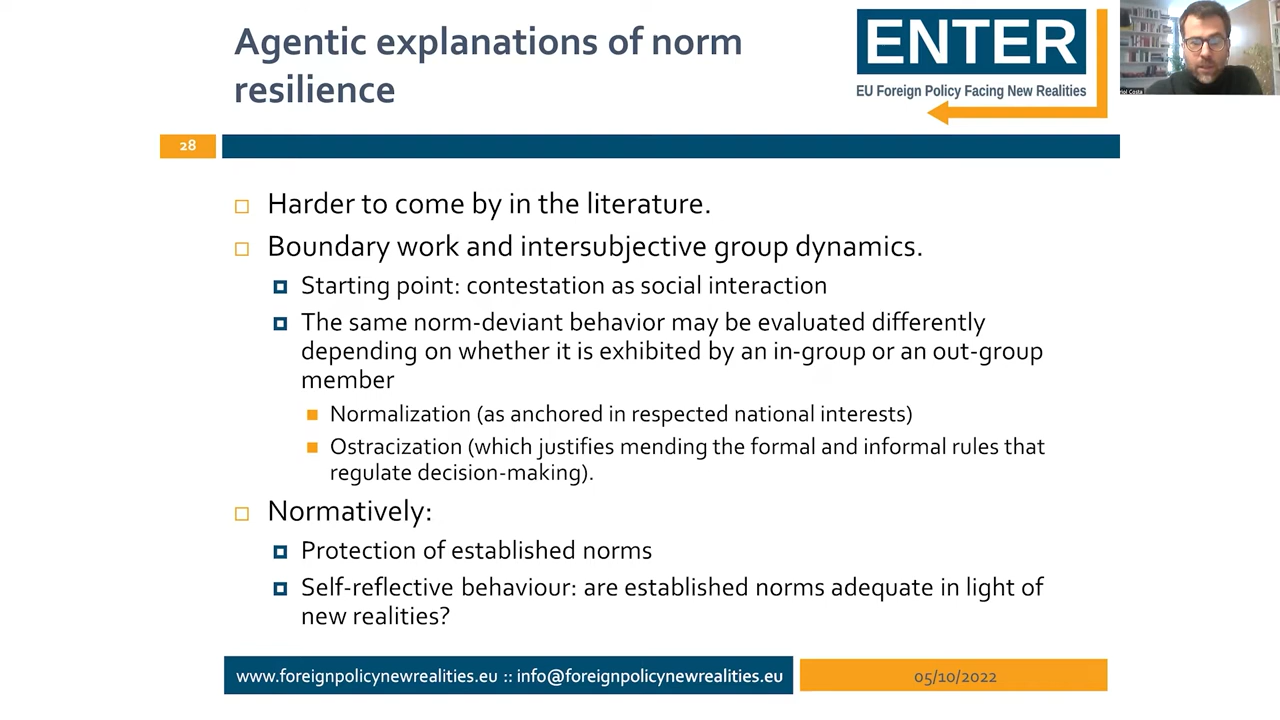 Agentic explanations of norm
resilience
ENTER
EU Foreign Policy Facing New Realities
28
Harder to come by in the literature.
Boundary work and intersubjective group dynamics.
Starting point: contestation as social interaction
The same norm-deviant behavior may be evaluated differently
depending on whether it is exhibited by an in-group or an out-group
member
Normalization (as anchored in respected national interests)
Ostracization (which justifies mending the formal and informal rules that
regulate decision-making).
Normatively:
Protection of established norms
Self-reflective behaviour: are established norms adequate in light of
new realities?
www.foreignpolicynewrealities.eu :: info@foreignpolicynewrealities.eu
05/10/2022
Costa